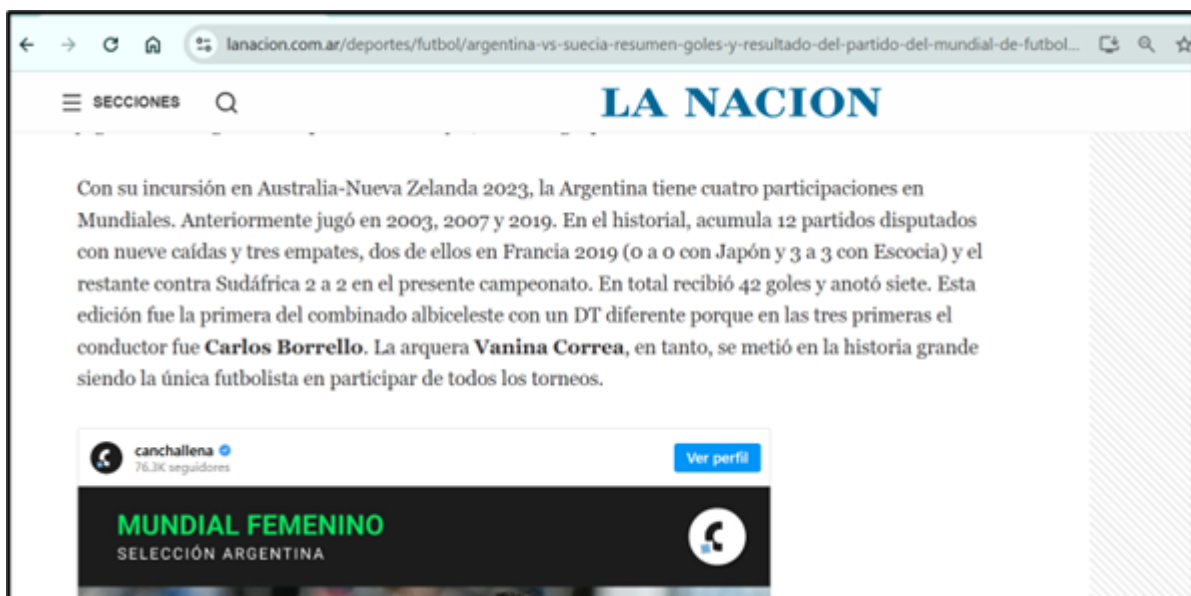 lanacion.com.ar/deportes/futbol/argentina-vs-suecia-resumen-goles-y-resultado-del-partido-del-mundial-de-futbol...
SECCIONES
LA NACION
Con su incursión en Australia-Nueva Zelanda 2023, la Argentina tiene cuatro participaciones en
Mundiales. Anteriormente jugó en 2003, 2007 y 2019. En el historial, acumula 12 partidos disputados
con nueve caídas y tres empates, dos de ellos en Francia 2019 (0 a 0 con Japón y 3 a 3 con Escocia) y el
restante contra Sudáfrica 2 a 2 en el presente campeonato. En total recibió 42 goles y anotó siete. Esta
edición fue la primera del combinado albiceleste con un DT diferente porque en las tres primeras el
conductor fue Carlos Borrello. La arquera Vanina Correa, en tanto, se metió en la historia grande
siendo la única futbolista en participar de todos los torneos.
canchallena
76.3K seguidores
Ver perfil
MUNDIAL FEMENINO
SELECCIÓN ARGENTINA